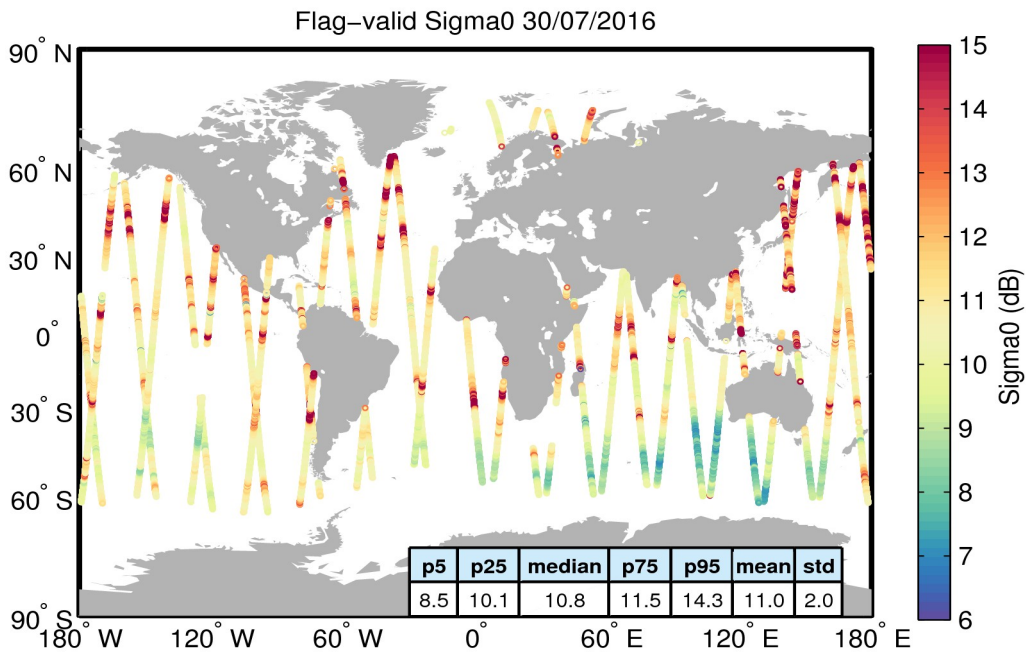 Flag−valid Sigma0 30/07/2016
90° N
60° N
30° N
0°
30° S
60° S
90° S
180° W
120° W
60° W
0°
60° E
120° E
180° E
p5 p25 median p75 p95 mean std
8.5 10.1 10.8 11.5 14.3 11.0 2.0
15
14
13
12
11
10
9
8
7
6
Sigma0 (dB)